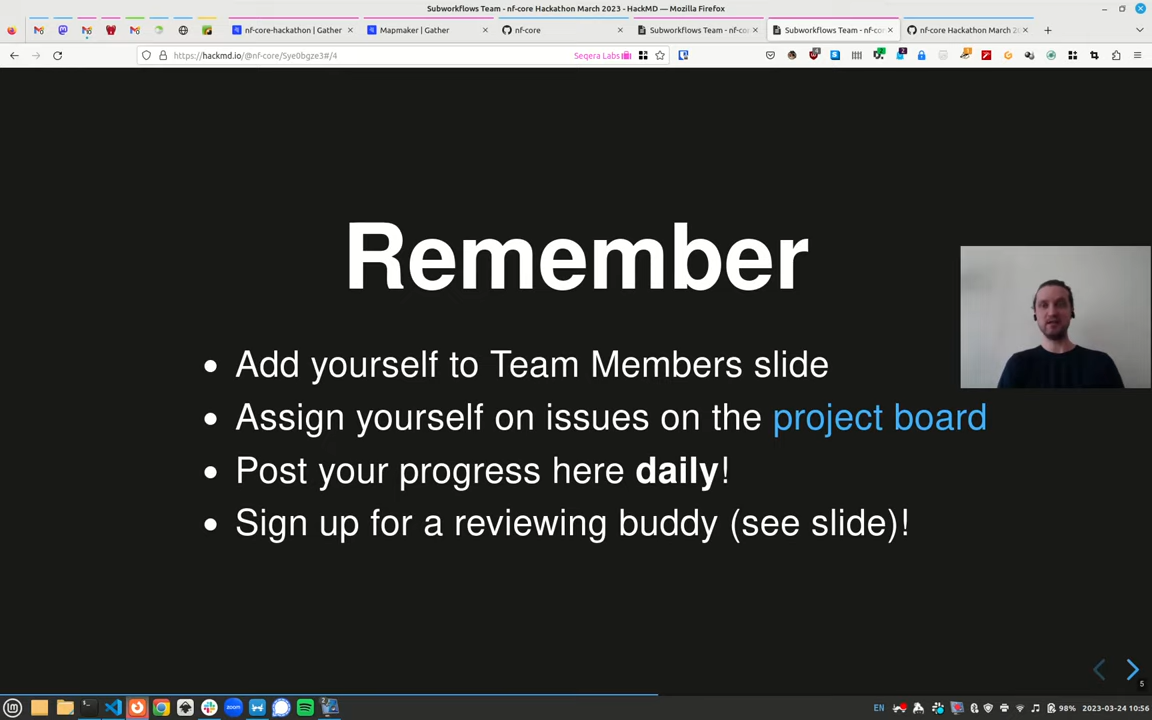 Subworkflows Team - nf-core Hackathon March 2023 - HackMD — Mozilla Firefox
nf-core-hackathon | Gather
Mapmaker | Gather
nf-core
Subworkflows Team - nf-co
Subworkflows Team - nf-co
nf-core Hackathon March 2
https://hackmd.io/@nf-core/Sye0bgze3#/4
Seqera Labs
Remember
Add yourself to Team Members slide
Assign yourself on issues on the project board
Post your progress here daily!
Sign up for a reviewing buddy (see slide)!
5
zoom
EN
98%
2023-03-24 10:56